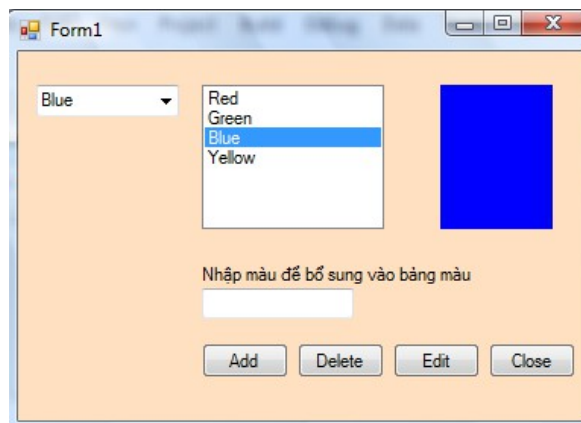 Form1
Blue
Red
Green
Blue
Yellow
Nhập màu để bổ sung vào bảng màu
Add Delete Edit Close